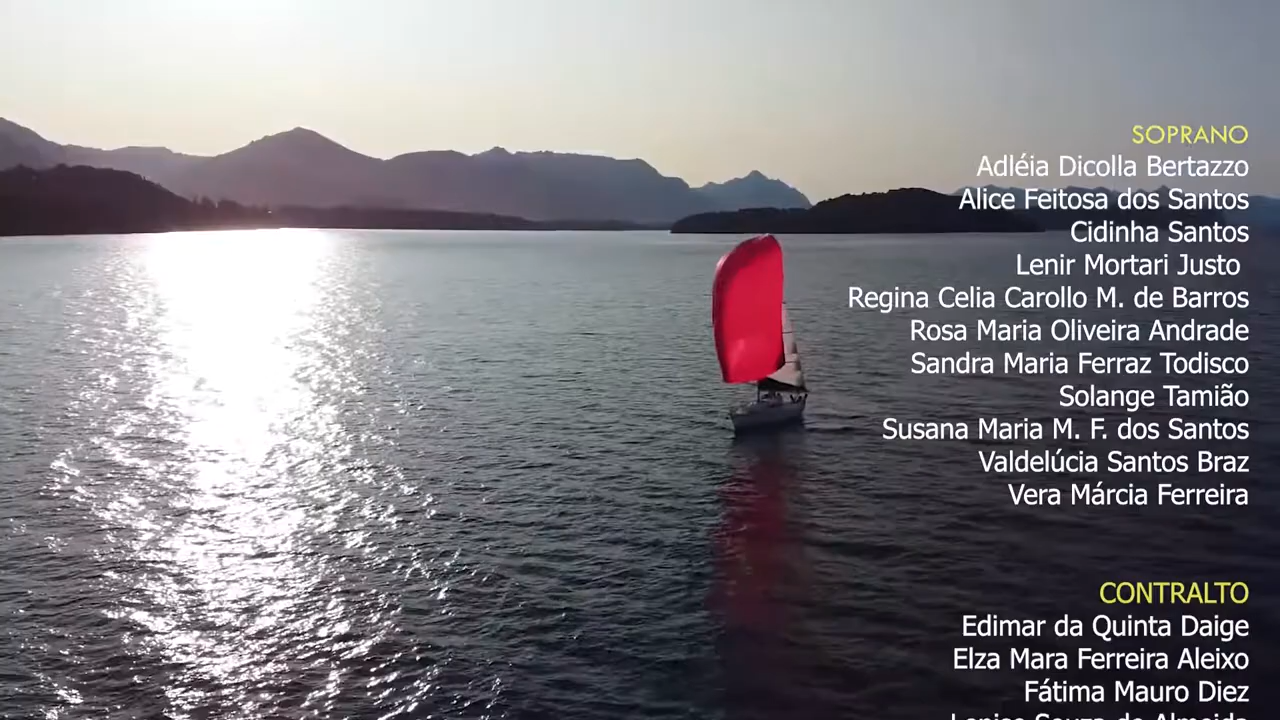 SOPRANO
Adléia Dicolla Bertazzo
Alice Feitosa dos Santos
Cidinha Santos
Lenir Mortari Justo
Regina Celia Carollo M. de Barros
Rosa Maria Oliveira Andrade
Sandra Maria Ferraz Todisco
Solange Tamião
Susana Maria M. F. dos Santos
Valdelúcia Santos Braz
Vera Márcia Ferreira
CONTRALTO
Edimar da Quinta Daige
Elza Mara Ferreira Aleixo
Fátima Mauro Diez